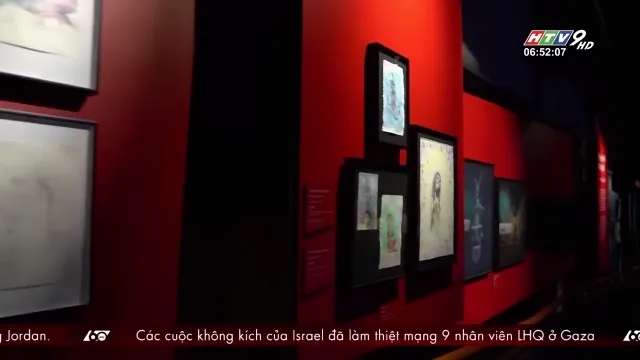 HTV9 HD
06:52:07
g Jordan. 60 Các cuộc không kích của Israel đã làm thiệt mạng 9 nhân viên LHQ ở Gaza